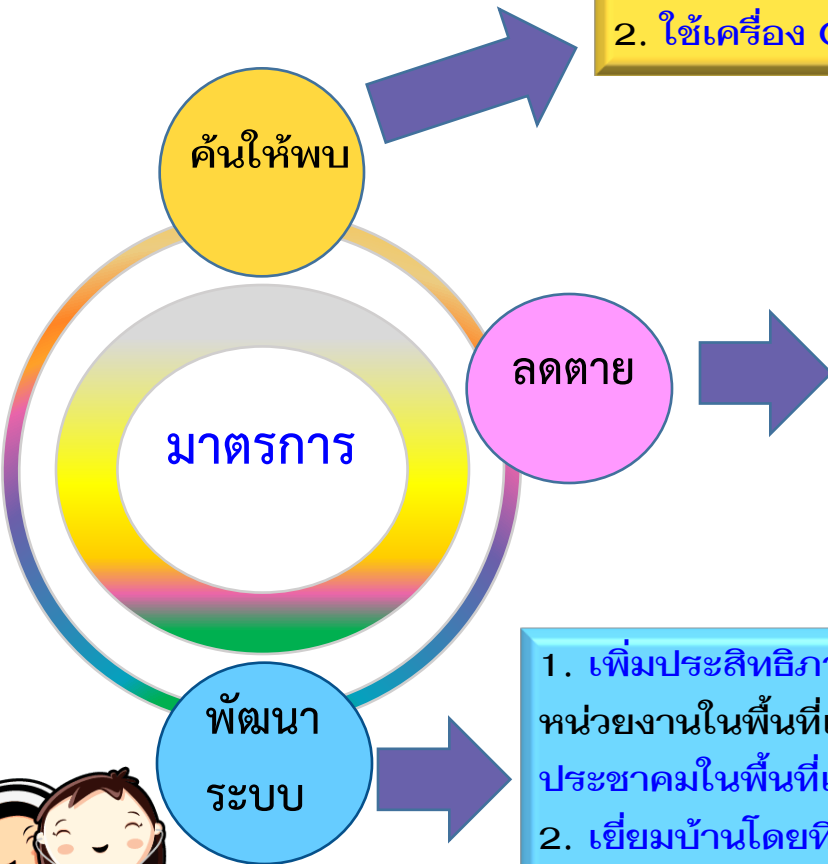 2. ใช้เครื่อง
ค้นให้พบ
ลดตาย
มาตรการ
1. เพิ่มประสิทธิภา
หน่วยงานในพื้นที่
ประชาคมในพื้นที่
พัฒนา
ระบบ
2. เยี่ยมบ้านโดยที